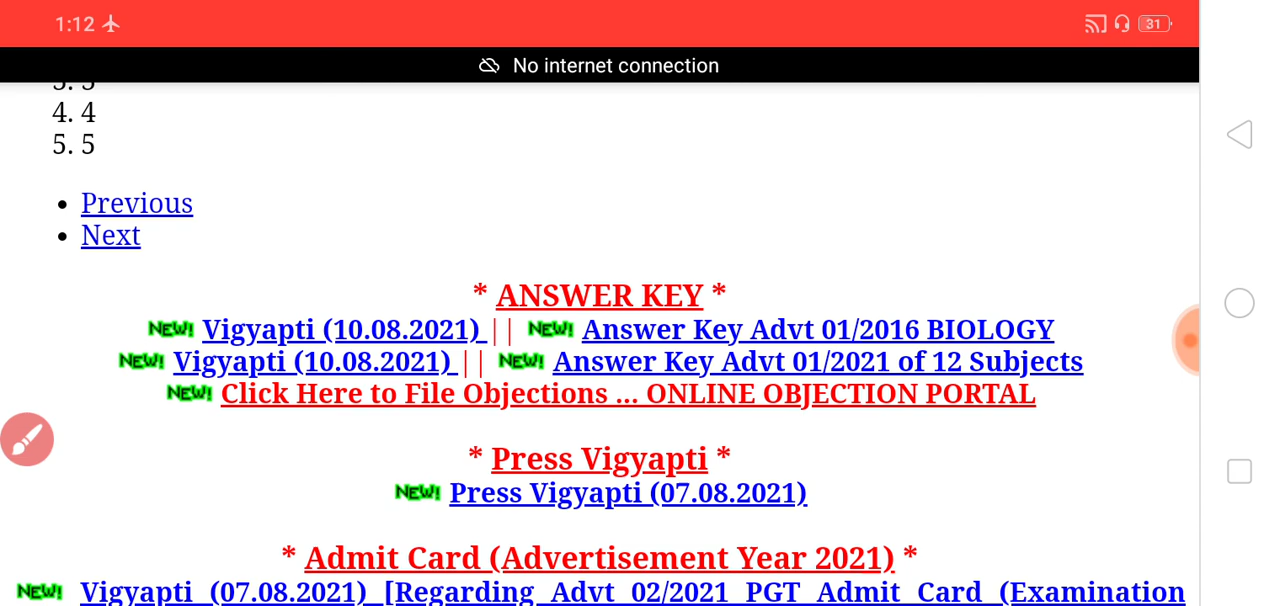 1:12
31
No internet connection
4. 4
5. 5
Previous
Next
* ANSWER KEY *
NEW! Vigyapti (10.08.2021) || NEW! Answer Key Advt 01/2016 BIOLOGY
NEW! Vigyapti (10.08.2021) || NEW! Answer Key Advt 01/2021 of 12 Subjects
NEW! Click Here to File Objections ... ONLINE OBJECTION PORTAL
* Press Vigyapti *
NEW! Press Vigyapti (07.08.2021)
* Admit Card (Advertisement Year 2021) *
NEW! Vigyapti (07.08.2021) [Regarding Advt 02/2021 PGT Admit Card (Examination